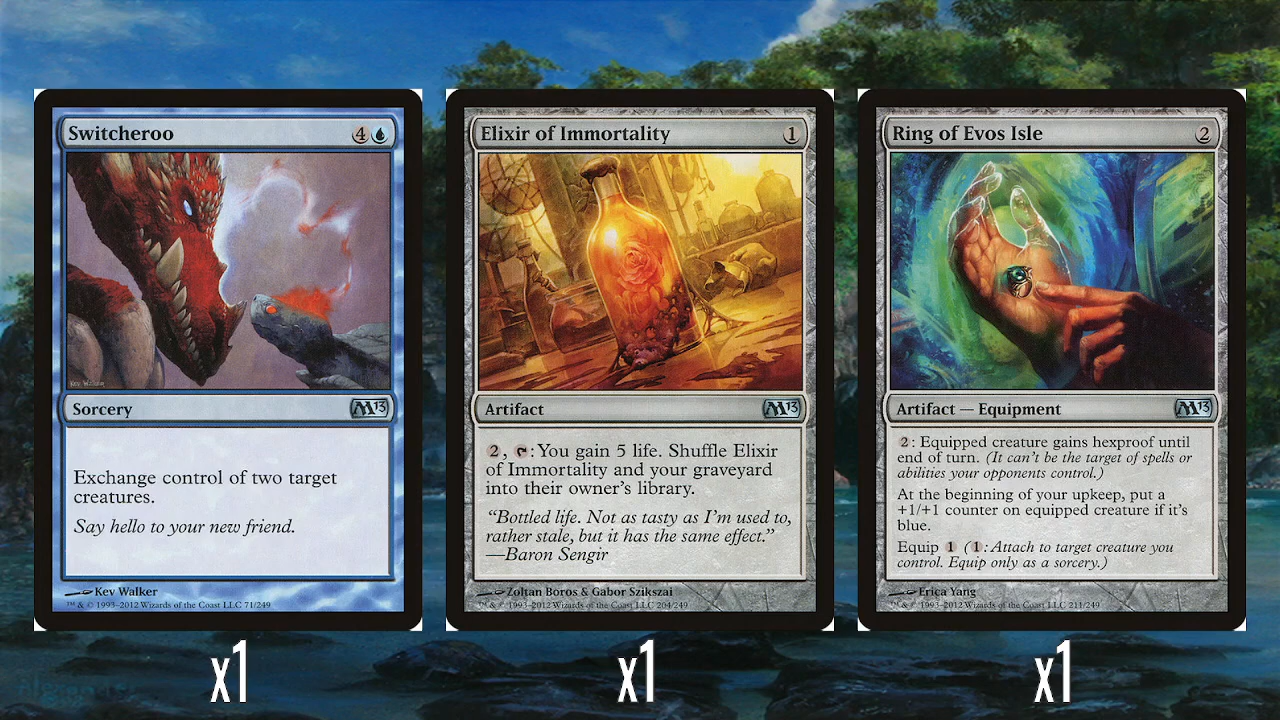 Switcheroo 4
Kev Walker
Sorcery M13
Exchange control of two target
creatures.
Say hello to your new friend.
Kev Walker
™ & © 1993–2012 Wizards of the Coast LLC 71/249
x1
Elixir of Immortality 1
Artifact M13
2, : You gain 5 life. Shuffle Elixir
of Immortality and your graveyard
into their owner's library.
“Bottled life. Not as tasty as I'm used to,
rather stale, but it has the same effect.”
—Baron Sengir
Zoltan Boros & Gabor Szikszai
™ & © 1993–2012 Wizards of the Coast LLC 204/249
x1
Ring of Evos Isle 2
Artifact — Equipment M13
2: Equipped creature gains hexproof until
end of turn. (It can't be the target of spells or
abilities your opponents control.)
At the beginning of your upkeep, put a
+1/+1 counter on equipped creature if it's
blue.
Equip 1 (1: Attach to target creature you
control. Equip only as a sorcery.)
Erica Yang
™ & © 1993–2012 Wizards of the Coast LLC 211/249
x1